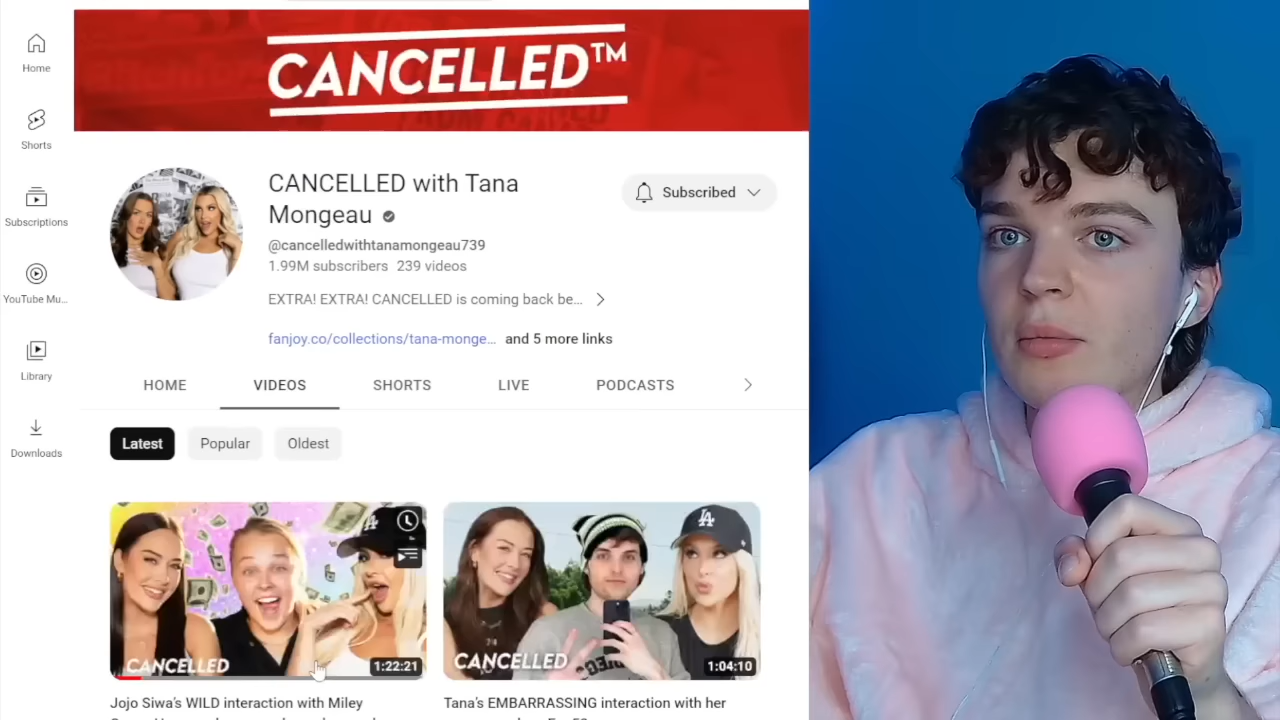 CANCELLED™
Home
Shorts
Subscriptions
YouTube Mu...
Library
Downloads
CANCELLED with Tana
Mongeau
Subscribed
@cancelledwithtanamongeau739
1.99M subscribers 239 videos
EXTRA! EXTRA! CANCELLED is coming back be...
fanjoy.co/collections/tana-monge... and 5 more links
HOME VIDEOS SHORTS LIVE PODCASTS
Latest Popular Oldest
LA
CANCELLED
1:22:21
LA
CANCELLED
1:04:10
Jojo Siwa's WILD interaction with Miley
Tana's EMBARRASSING interaction with her